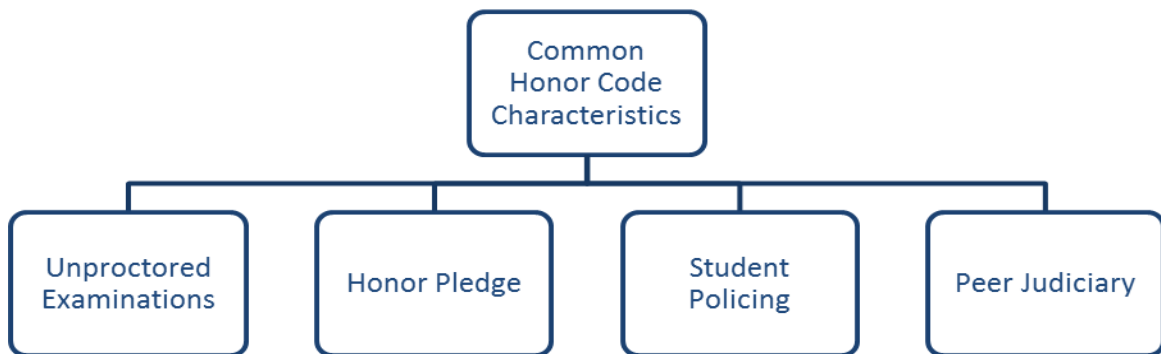 Common
Honor Code
Characteristics
Unproctored
Examinations
Honor Pledge
Student
Policing
Peer Judiciary